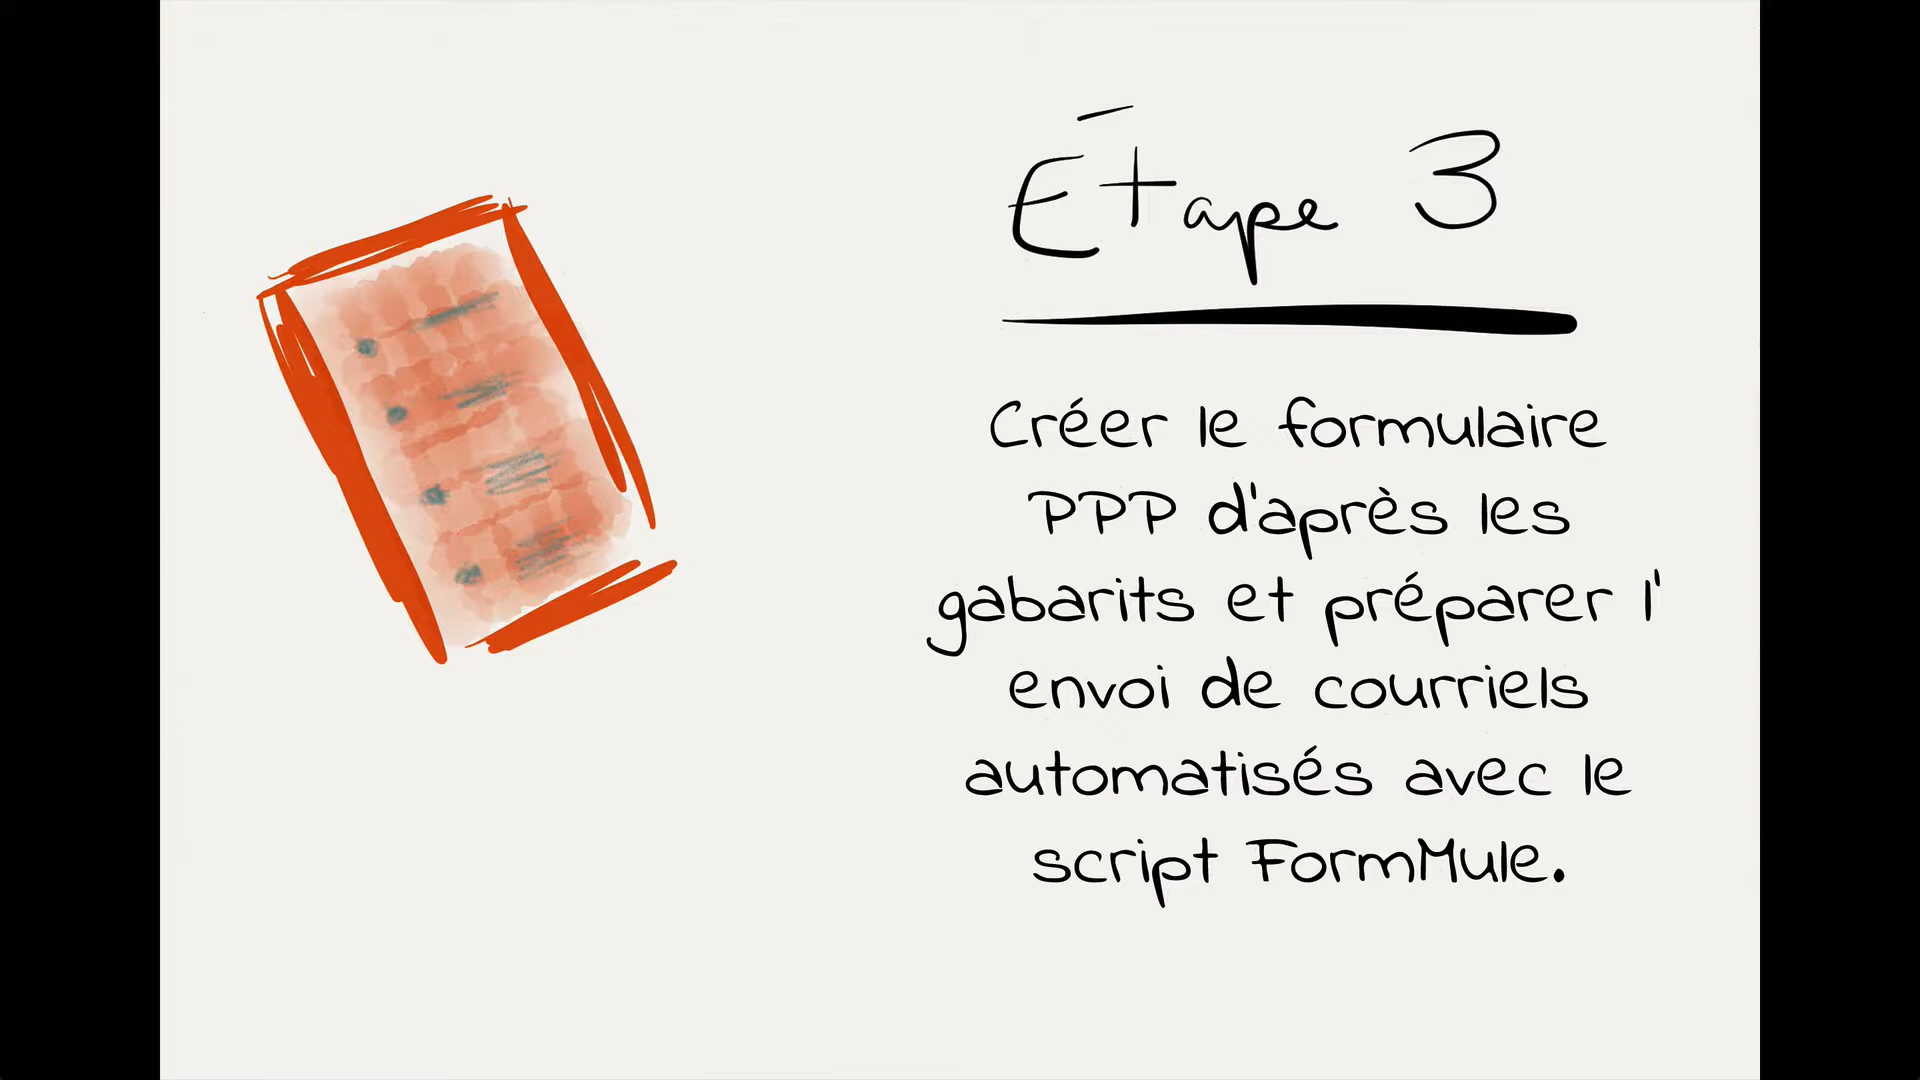 Étape 3
Créer le formulaire
PPP d'après les
gabarits et préparer l'
envoi de courriels
automatisés avec le
script FormMule.